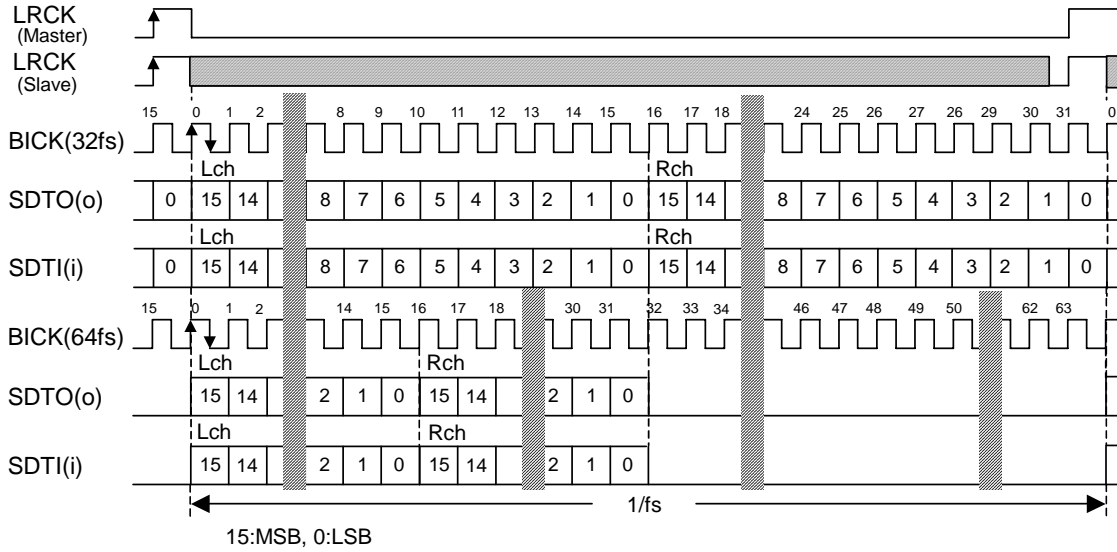 LRCK
(Master)
LRCK
(Slave)
15 0 1 2 8 9 10 11 12 13 14 15 16 17 18 24 25 26 27 26 29 30 31 0
BICK(32fs)
Lch Rch
SDTO(o) 0 15 14 8 7 6 5 4 3 2 1 0 15 14 8 7 6 5 4 3 2 1 0
Lch Rch
SDTI(i) 0 15 14 8 7 6 5 4 3 2 1 0 15 14 8 7 6 5 4 3 2 1 0
15 0 1 2 14 15 16 17 18 30 31 32 33 34 46 47 48 49 50 62 63
BICK(64fs)
Lch Rch
SDTO(o) 15 14 2 1 0 15 14 2 1 0
Lch Rch
SDTI(i) 15 14 2 1 0 15 14 2 1 0
1/fs
15:MSB, 0:LSB